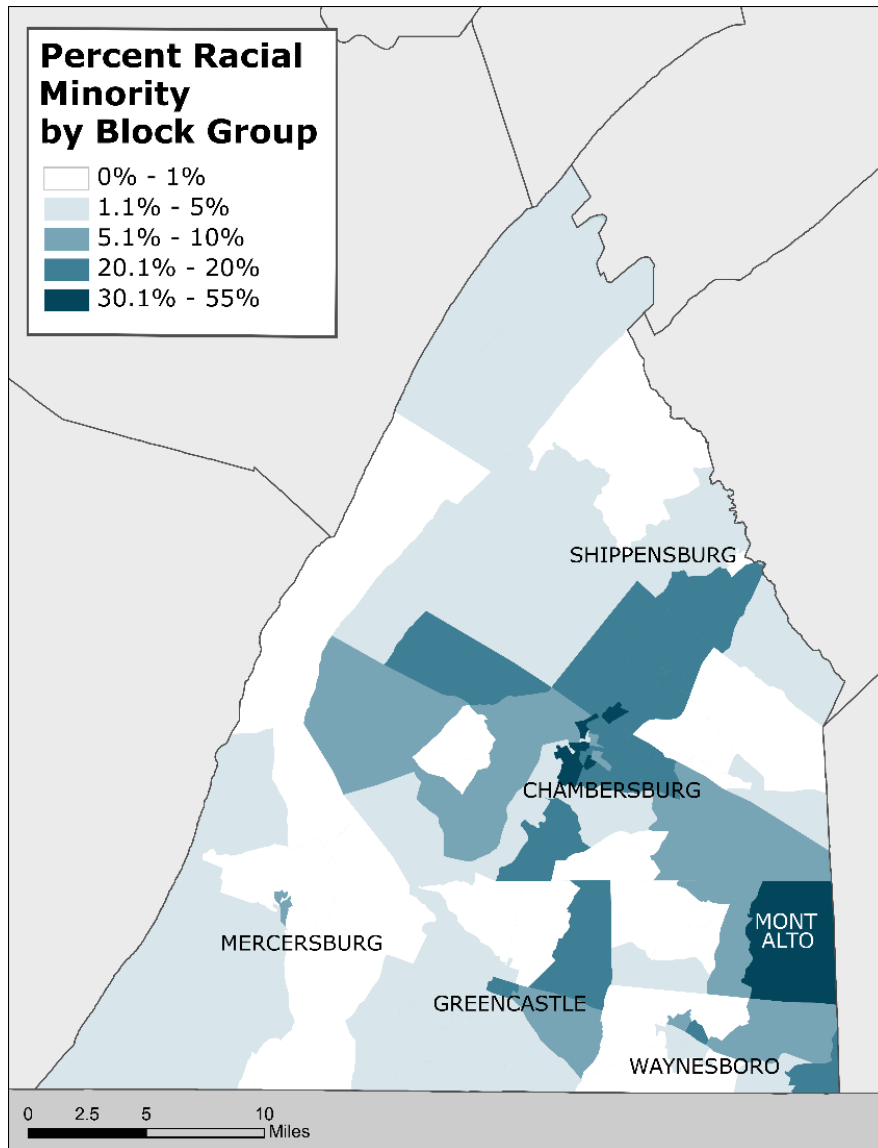 Percent Racial
Minority
by Block Group
0% - 1%
1.1% - 5%
5.1% - 10%
20.1% - 20%
30.1% - 55%
SHIPPENSBURG
CHAMBERSBURG
MONT
ALTO
MERCERSBURG
GREENCASTLE
WAYNESBORO
0 2.5 5 10
Miles